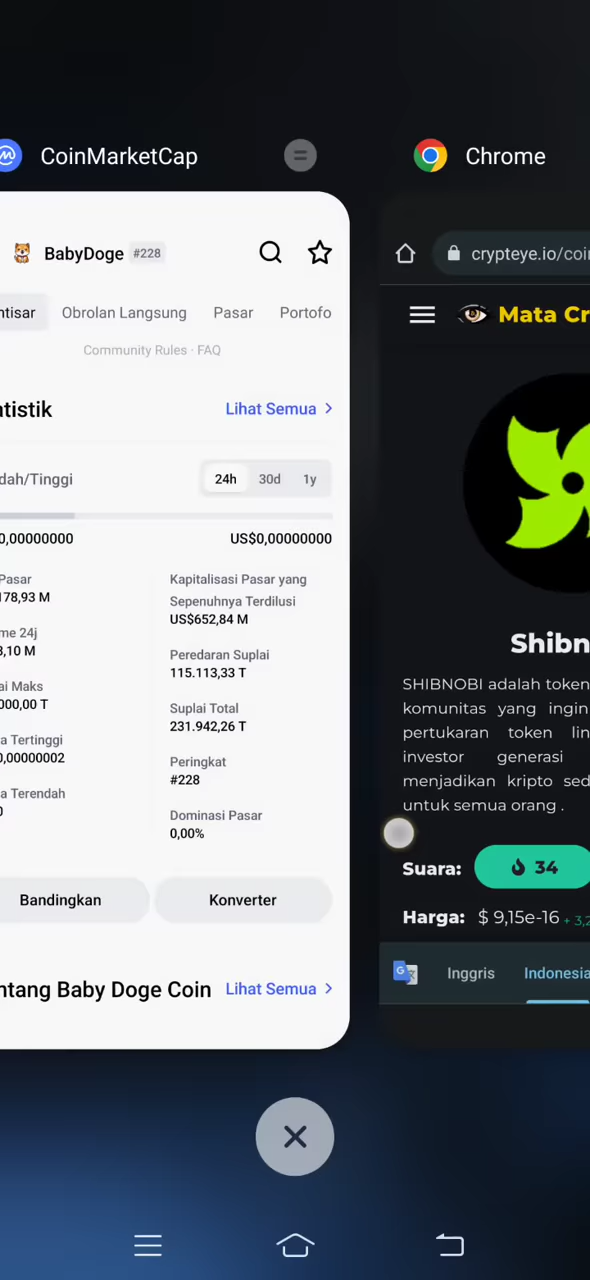 CoinMarketCap
BabyDoge #228
ntisar Obrolan Langsung Pasar Portofo
Community Rules · FAQ
atistik Lihat Semua
dah/Tinggi 24h 30d 1y
0,00000000 US$0,00000000
Pasar
178,93 M
me 24j
3,10 M
ai Maks
000,00 T
a Tertinggi
0,00000002
a Terendah
0
Kapitalisasi Pasar yang
Sepenuhnya Terdilusi
US$652,84 M
Peredaran Suplai
115.113,33 T
Suplai Total
231.942,26 T
Peringkat
#228
Dominasi Pasar
0,00%
Bandingkan Konverter
ntang Baby Doge Coin Lihat Semua
Chrome
crypteye.io/coi
Mata Cr
Shibn
SHIBNOBI adalah token
komunitas yang ingin
pertukaran token lin
investor generasi
menjadikan kripto sed
untuk semua orang .
Suara: 34
Harga: $ 9,15e-16 + 3,2
Inggris Indonesia